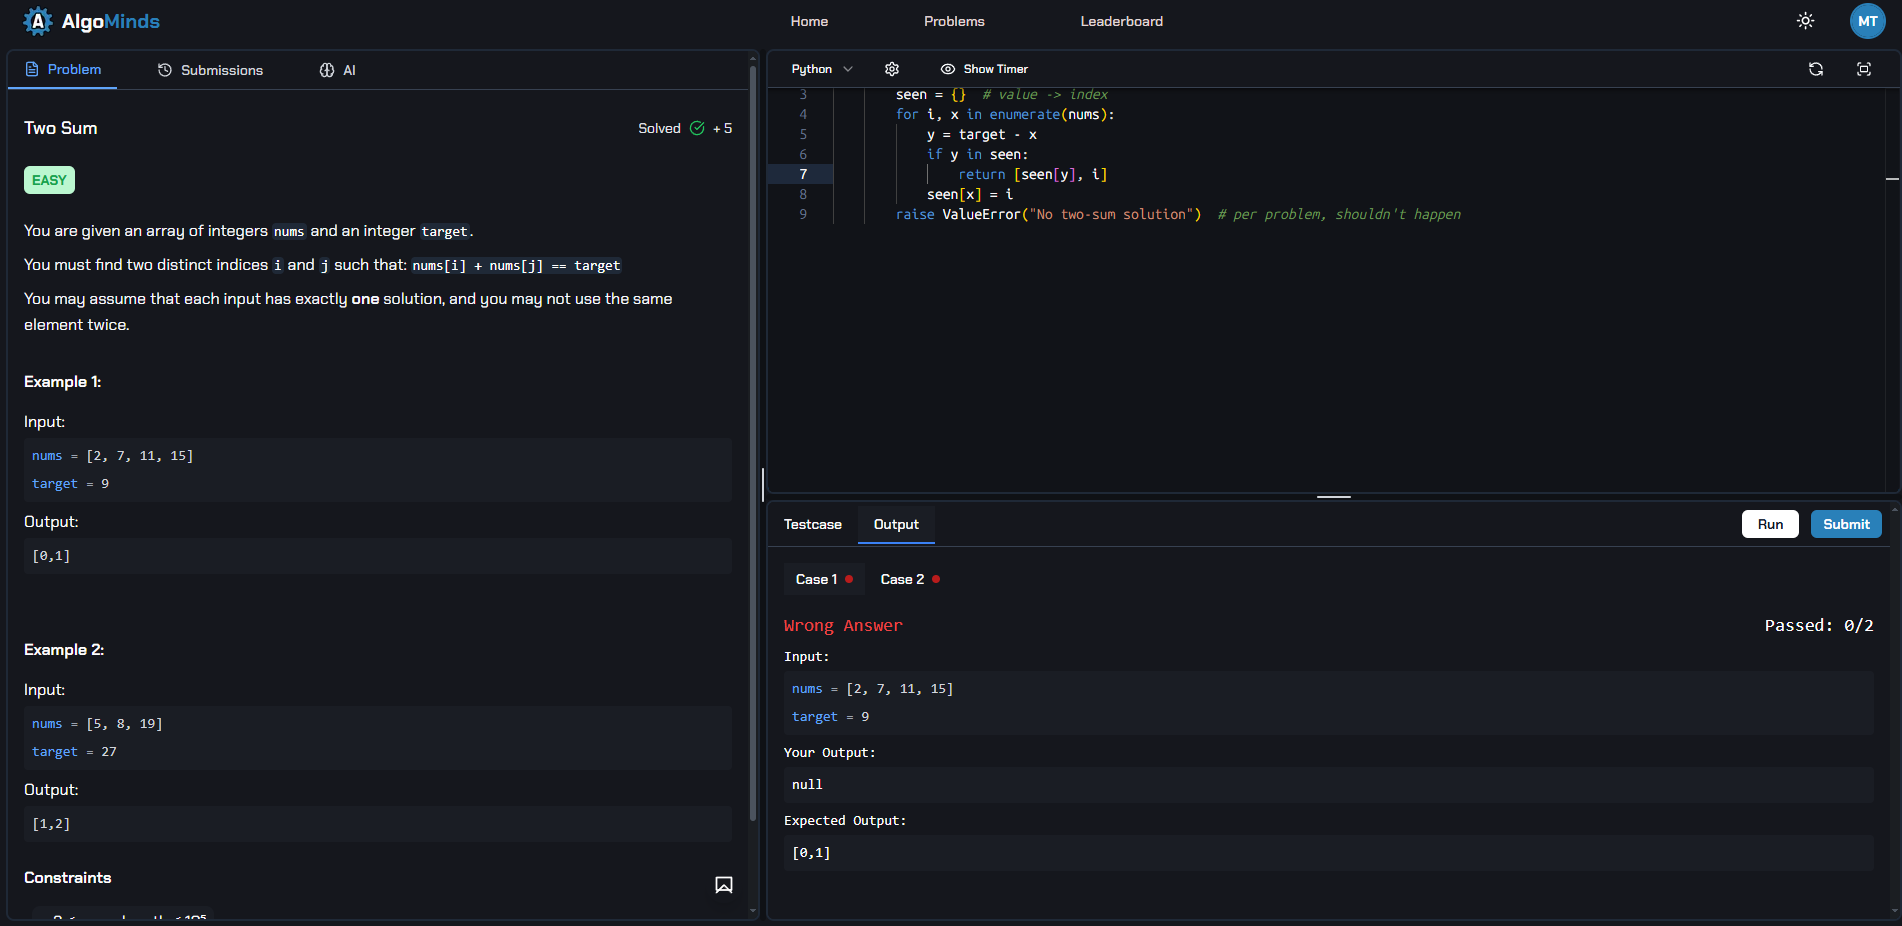 AlgoMinds
Home
Problems
Leaderboard
MT
Problem
Submissions
AI
Two Sum
Solved + 5
EASY
You are given an array of integers nums and an integer target.
You must find two distinct indices i and j such that: nums[i] + nums[j] == target
You may assume that each input has exactly one solution, and you may not use the same
element twice.
Example 1:
Input:
nums = [2, 7, 11, 15]
target = 9
Output:
[0,1]
Example 2:
Input:
nums = [5, 8, 19]
target = 27
Output:
[1,2]
Constraints
Python
Show Timer
3 seen = {} # value -> index
4 for i, x in enumerate(nums):
5 y = target - x
6 if y in seen:
7 return [seen[y], i]
8 seen[x] = i
9 raise ValueError("No two-sum solution") # per problem, shouldn't happen
Testcase
Output
Run
Submit
Case 1
Case 2
Wrong Answer
Passed: 0/2
Input:
nums = [2, 7, 11, 15]
target = 9
Your Output:
null
Expected Output:
[0,1]